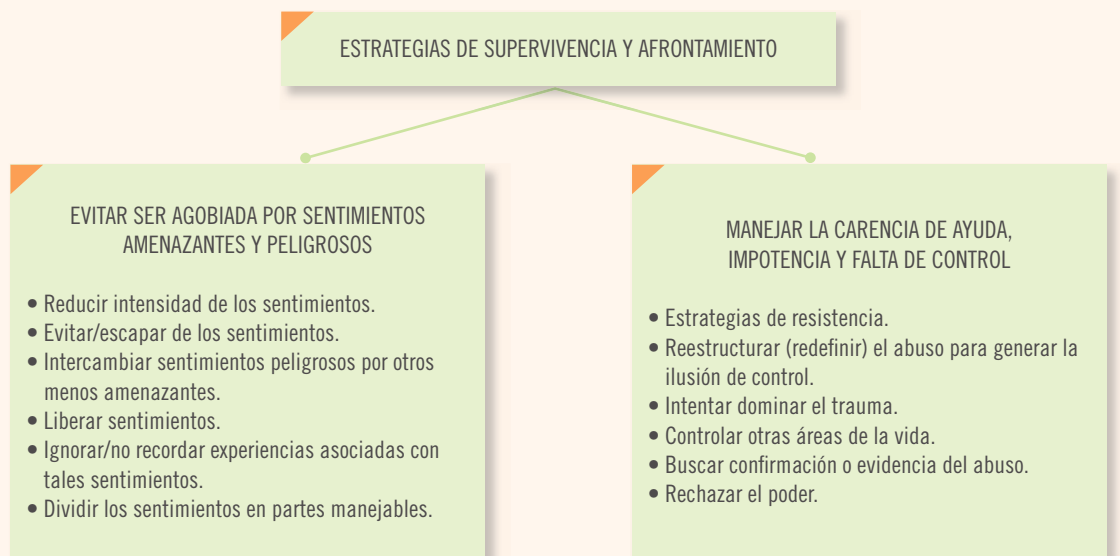 ESTRATEGIAS DE SUPERVIVENCIA Y AFRONTAMIENTO
EVITAR SER AGOBIADA POR SENTIMIENTOS
AMENAZANTES Y PELIGROSOS
• Reducir intensidad de los sentimientos.
• Evitar/escapar de los sentimientos.
• Intercambiar sentimientos peligrosos por otros
menos amenazantes.
• Liberar sentimientos.
• Ignorar/no recordar experiencias asociadas con
tales sentimientos.
• Dividir los sentimientos en partes manejables.
MANEJAR LA CARENCIA DE AYUDA,
IMPOTENCIA Y FALTA DE CONTROL
• Estrategias de resistencia.
• Reestructurar (redefinir) el abuso para generar la
ilusión de control.
• Intentar dominar el trauma.
• Controlar otras áreas de la vida.
• Buscar confirmación o evidencia del abuso.
• Rechazar el poder.